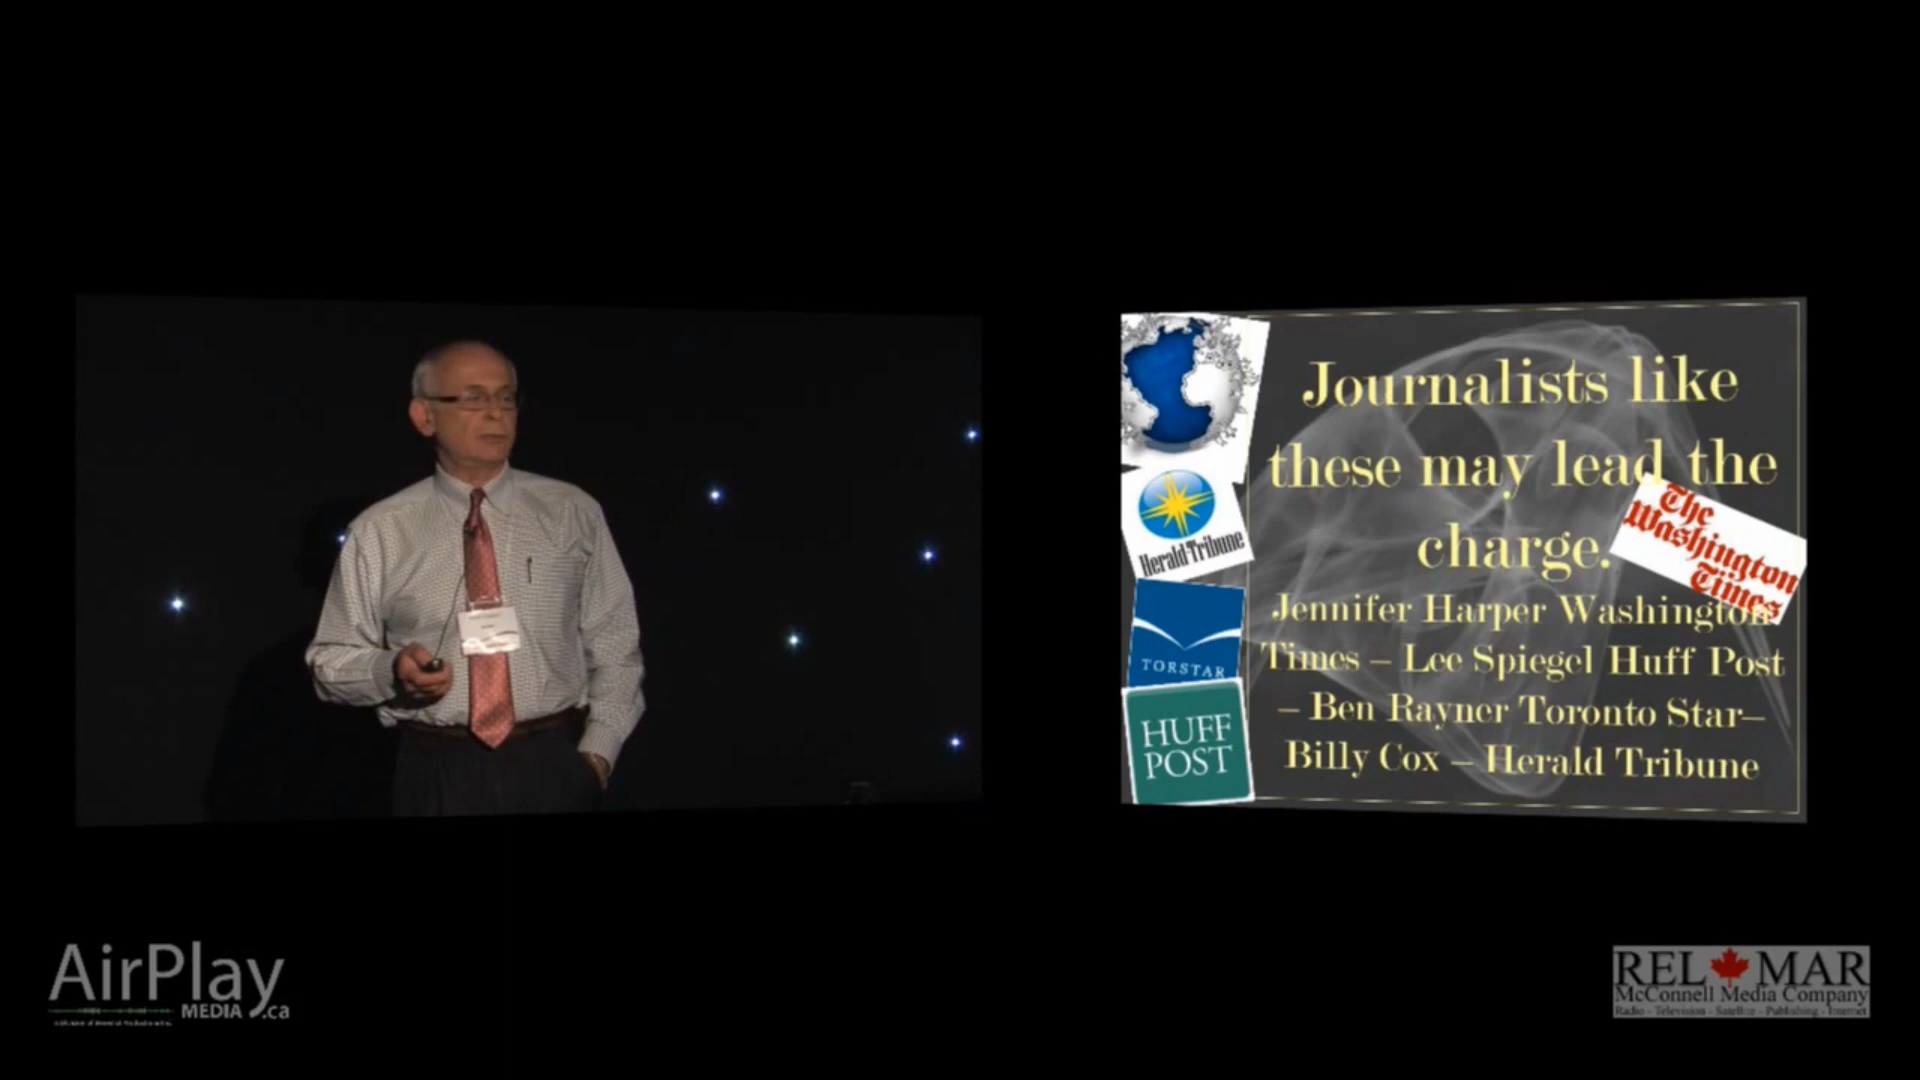 Journalists like
these may lead the
charge.
The
Washington
Times
Jennifer Harper Washington
Times – Lee Spiegel Huff Post
– Ben Rayner Toronto Star–
Billy Cox – Herald Tribune
Herald-Tribune
TORSTAR
HUFF
POST
AirPlay
MEDIA .ca
REL MAR
McConnell Media Company
Radio - Television - Satellite - Publishing - Internet